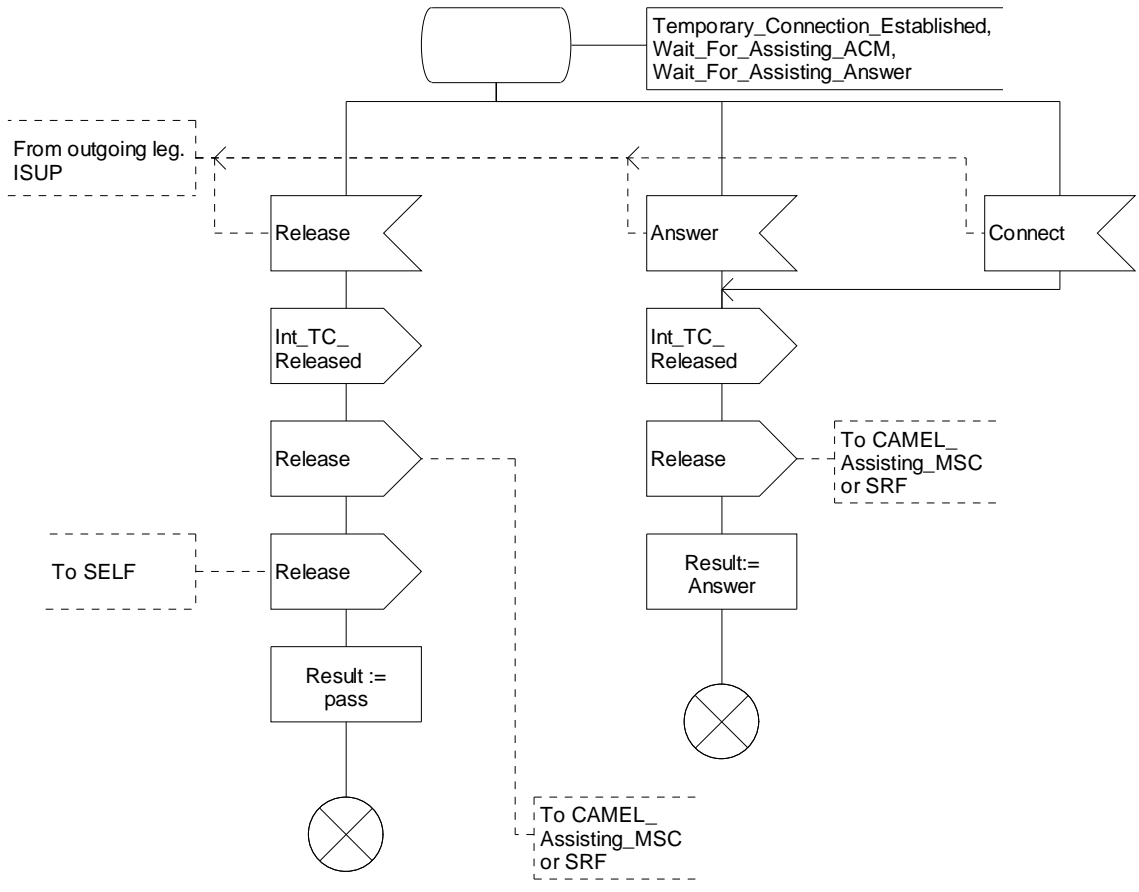 Temporary_Connection_Established,
Wait_For_Assisting_ACM,
Wait_For_Assisting_Answer
From outgoing leg.
ISUP
Release
Answer
Connect
Int_TC_
Released
Int_TC_
Released
Release
Release
To CAMEL_
Assisting_MSC
or SRF
To SELF
Release
Result:=
Answer
Result :=
pass
To CAMEL_
Assisting_MSC
or SRF